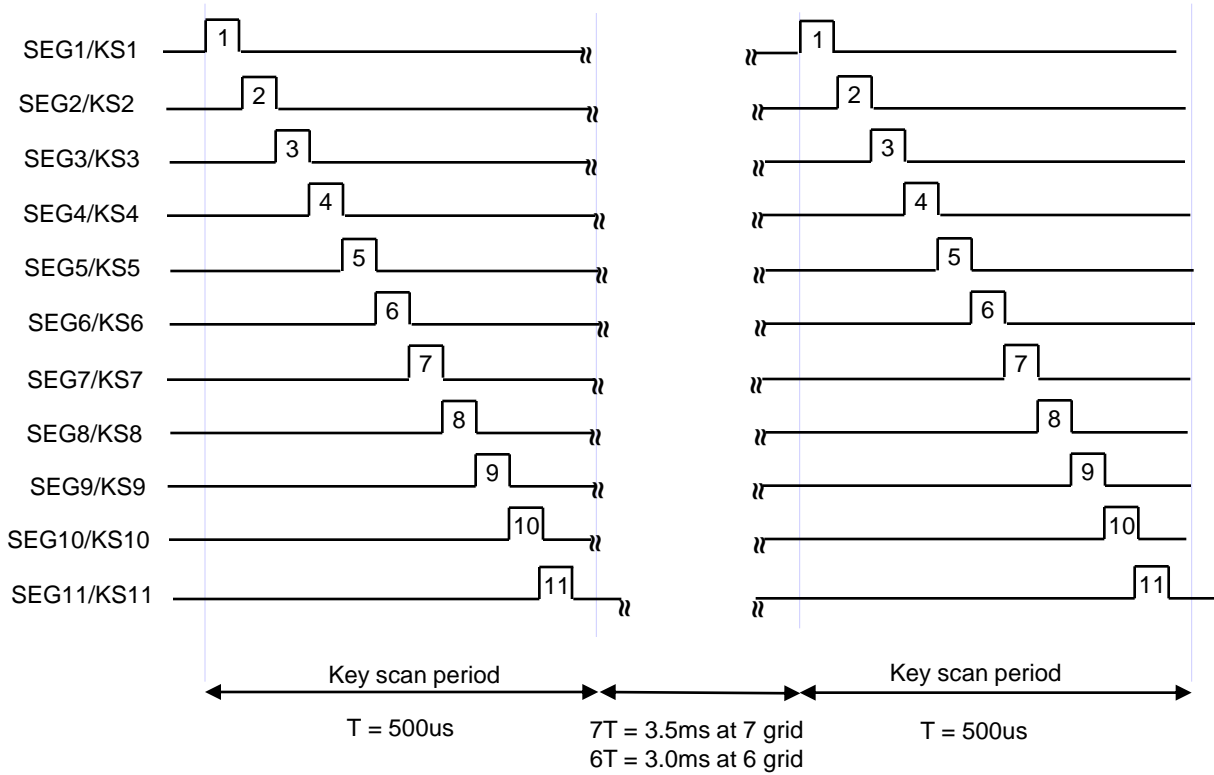 SEG1/KS1 1 1
SEG2/KS2 2 2
SEG3/KS3 3 3
SEG4/KS4 4 4
SEG5/KS5 5 5
SEG6/KS6 6 6
SEG7/KS7 7 7
SEG8/KS8 8 8
SEG9/KS9 9 9
SEG10/KS10 10 10
SEG11/KS11 11 11
Key scan period Key scan period
T = 500us 7T = 3.5ms at 7 grid T = 500us
6T = 3.0ms at 6 grid